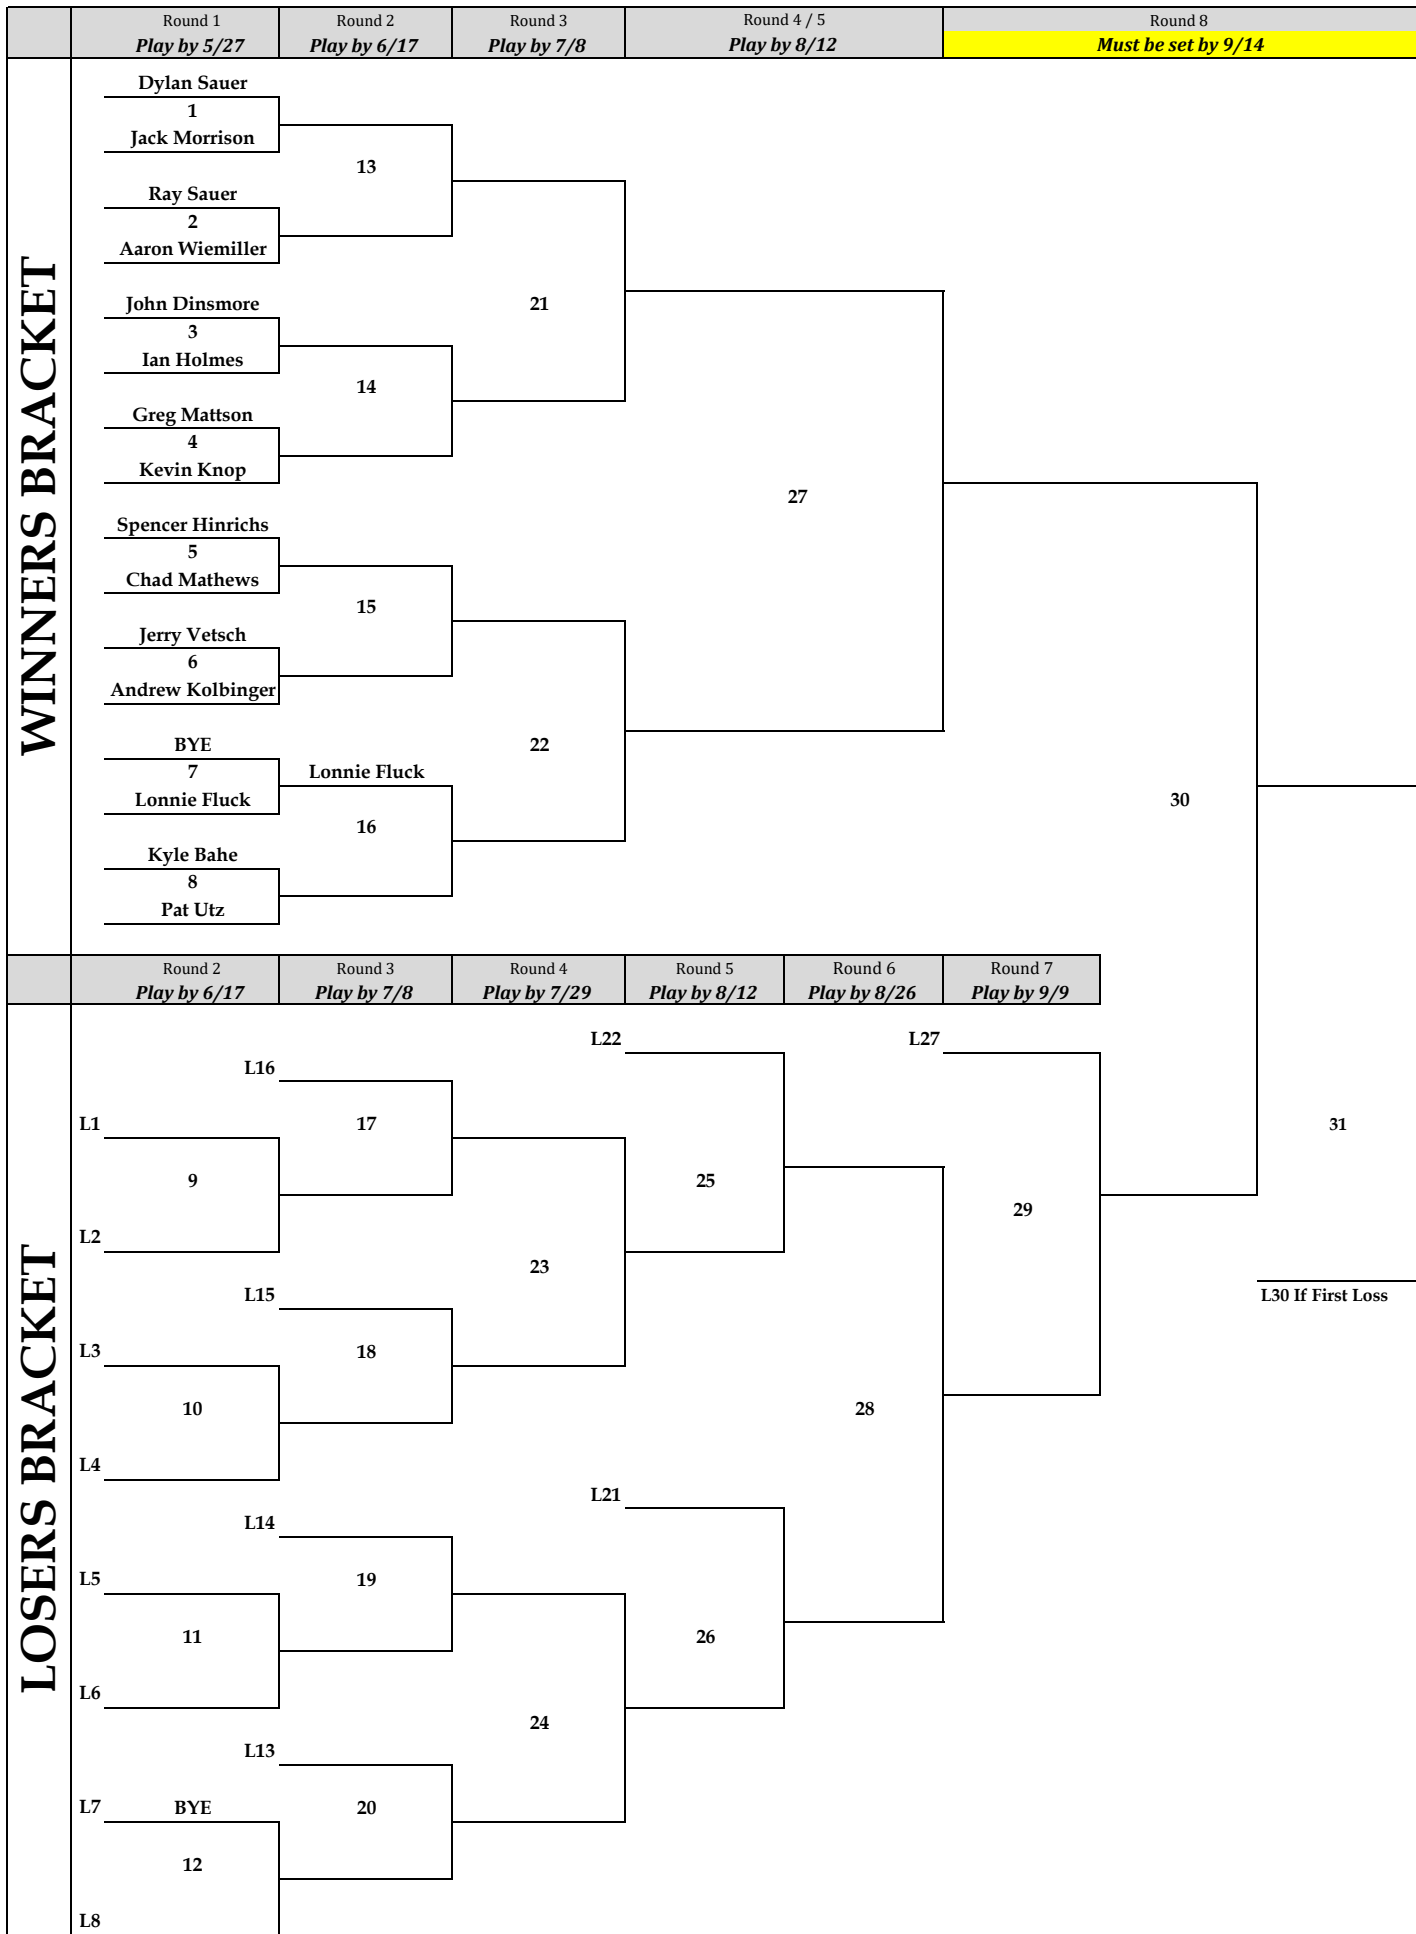 Round 1 Round 2 Round 3 Round 4 / 5 Round 8
Play by 5/27 Play by 6/17 Play by 7/8 Play by 8/12 Must be set by 9/14
WINNERS BRACKET
Dylan Sauer
1
Jack Morrison
13
Ray Sauer
2
Aaron Wiemiller
John Dinsmore
21
3
Ian Holmes
14
Greg Mattson
4
Kevin Knop
27
Spencer Hinrichs
5
Chad Mathews
15
Jerry Vetsch
6
Andrew Kolbinger
BYE
22
7 Lonnie Fluck
Lonnie Fluck
30
16
Kyle Bahe
8
Pat Utz
Round 2 Round 3 Round 4 Round 5 Round 6 Round 7
Play by 6/17 Play by 7/8 Play by 7/29 Play by 8/12 Play by 8/26 Play by 9/9
LOSERS BRACKET
L22 L27
L16
L1 17 31
9 25
29
L2
23
L15 L30 If First Loss
L3 18
10 28
L4
L21
L14
L5 19
11 26
L6
24
L13
L7 BYE 20
12
L8